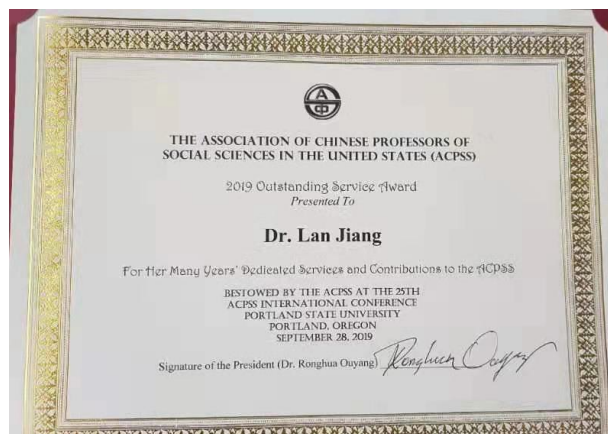 THE ASSOCIATION OF CHINESE PROFESSORS OF
SOCIAL SCIENCES IN THE UNITED STATES (ACPSS)
2019 Outstanding Service Award
Presented To
Dr. Lan Jiang
For Her Many Years' Dedicated Services and Contributions to the ACPSS
BESTOWED BY THE ACPSS AT THE 25TH
ACPSS INTERNATIONAL CONFERENCE
PORTLAND STATE UNIVERSITY
PORTLAND, OREGON
SEPTEMBER 28, 2019
Signature of the President (Dr. Ronghua Ouyang) Ronghua Ouyang